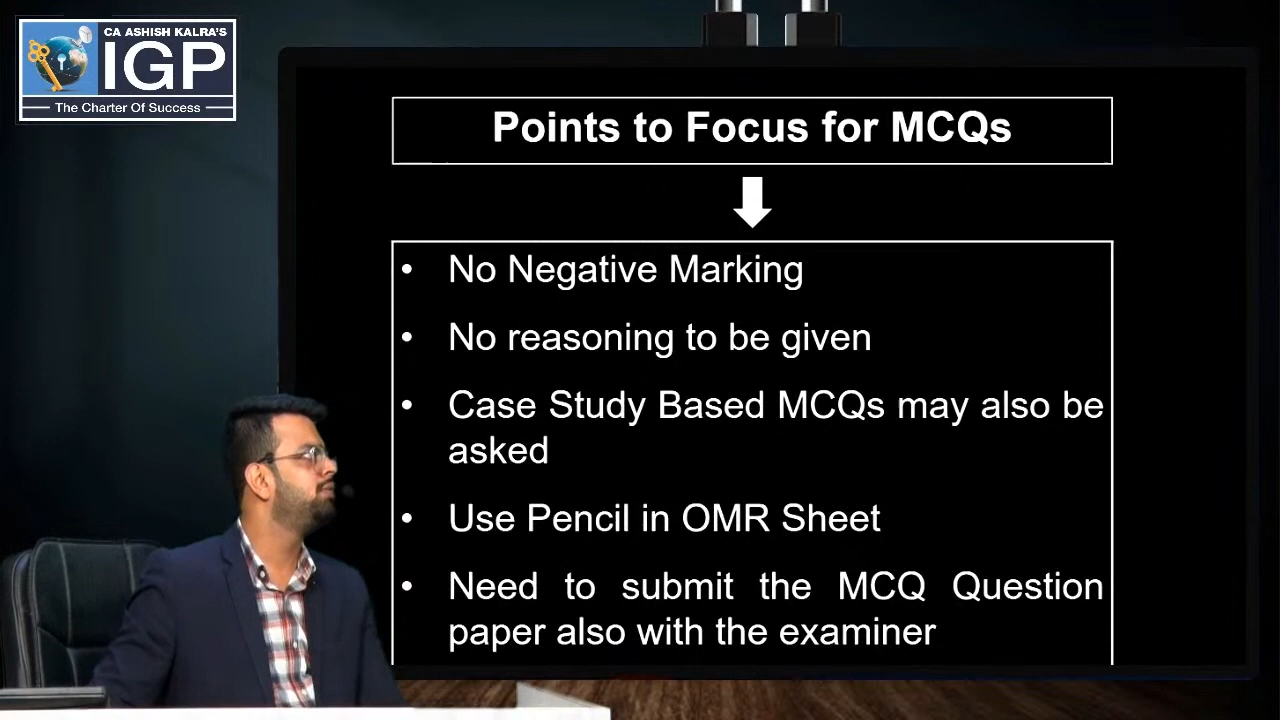 CA ASHISH KALRA'S
IGP
The Charter Of Success
Points to Focus for MCQs
• No Negative Marking
• No reasoning to be given
• Case Study Based MCQs may also be
asked
• Use Pencil in OMR Sheet
• Need to submit the MCQ Question
paper also with the examiner